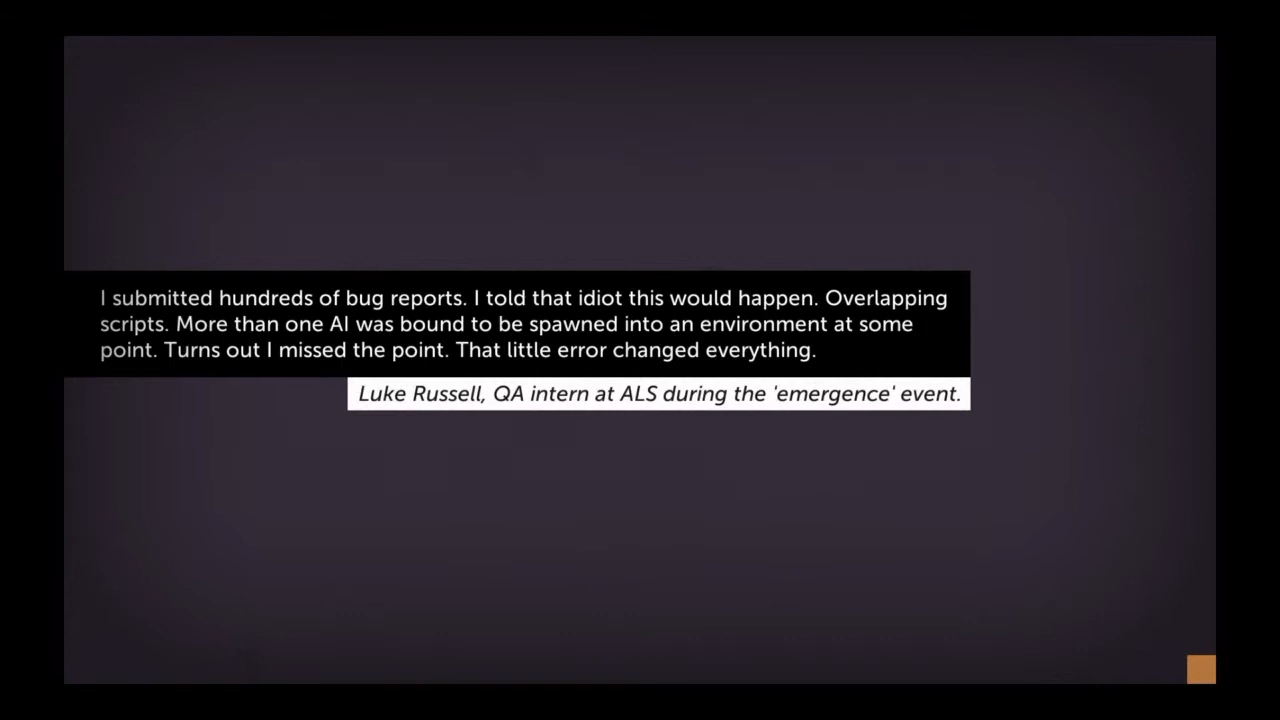 I submitted hundreds of bug reports. I told that idiot this would happen. Overlapping
scripts. More than one AI was bound to be spawned into an environment at some
point. Turns out I missed the point. That little error changed everything.
Luke Russell, QA intern at ALS during the 'emergence' event.